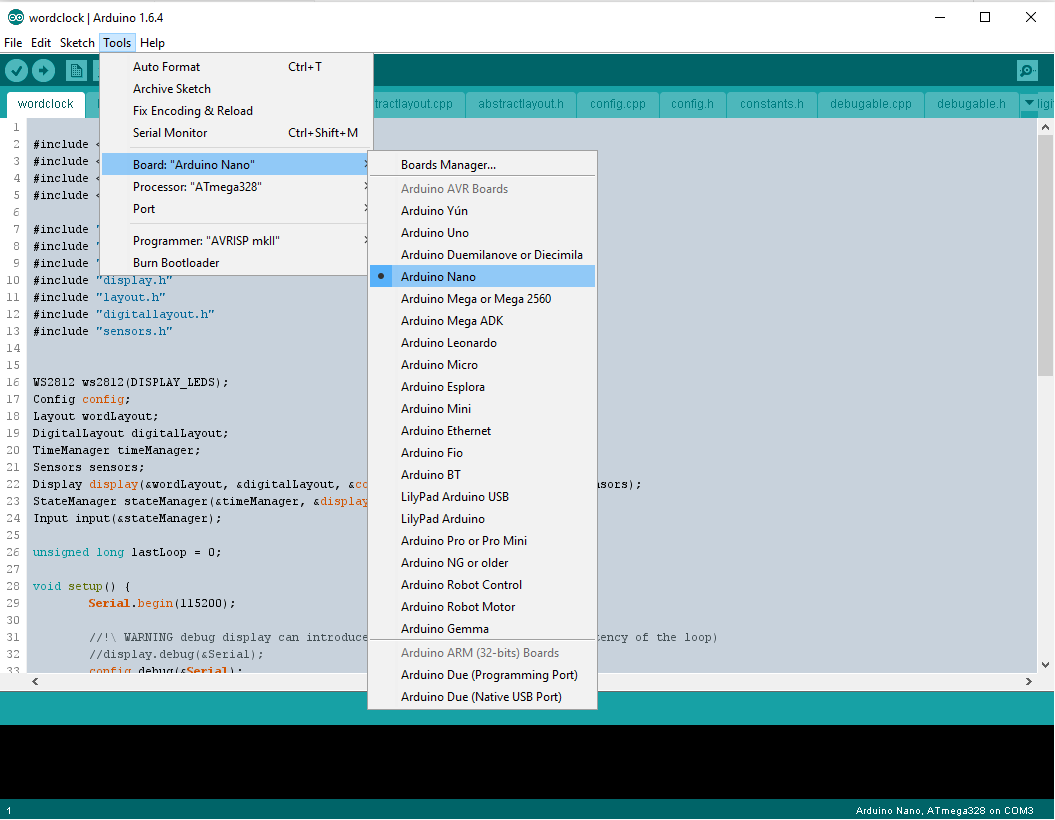 wordclock | Arduino 1.6.4
File Edit Sketch Tools Help
wordclock
tractlayout.cpp abstractlayout.h config.cpp config.h constants.h debugable.cpp debugable.h
Auto Format Ctrl+T
Archive Sketch
Fix Encoding & Reload
Serial Monitor Ctrl+Shift+M
Board: "Arduino Nano"
Processor: "ATmega328"
Port
Programmer: "AVRISP mkII"
Burn Bootloader
Boards Manager...
Arduino AVR Boards
Arduino Yún
Arduino Uno
Arduino Duemilanove or Diecimila
Arduino Nano
Arduino Mega or Mega 2560
Arduino Mega ADK
Arduino Leonardo
Arduino Micro
Arduino Esplora
Arduino Mini
Arduino Ethernet
Arduino Fio
Arduino BT
LilyPad Arduino USB
LilyPad Arduino
Arduino Pro or Pro Mini
Arduino NG or older
Arduino Robot Control
Arduino Robot Motor
Arduino Gemma
Arduino ARM (32-bits) Boards
Arduino Due (Programming Port)
Arduino Due (Native USB Port)
1
2 #include <
3 #include <
4 #include <
5 #include <
6
7 #include "
8 #include "
9 #include "
10 #include "display.h"
11 #include "layout.h"
12 #include "digitallayout.h"
13 #include "sensors.h"
14
15
16 WS2812 ws2812(DISPLAY_LEDS);
17 Config config;
18 Layout wordLayout;
19 DigitalLayout digitalLayout;
20 TimeManager timeManager;
21 Sensors sensors;
22 Display display(&wordLayout, &digitalLayout, &co sors);
23 StateManager stateManager(&timeManager, &display
24 Input input(&stateManager);
25
26 unsigned long lastLoop = 0;
27
28 void setup() {
29 Serial.begin(115200);
30
31 //!\ WARNING debug display can introduce tency of the loop)
32 //display.debug(&Serial);
33 config.debug(&Serial);
1
Arduino Nano, ATmega328 on COM3